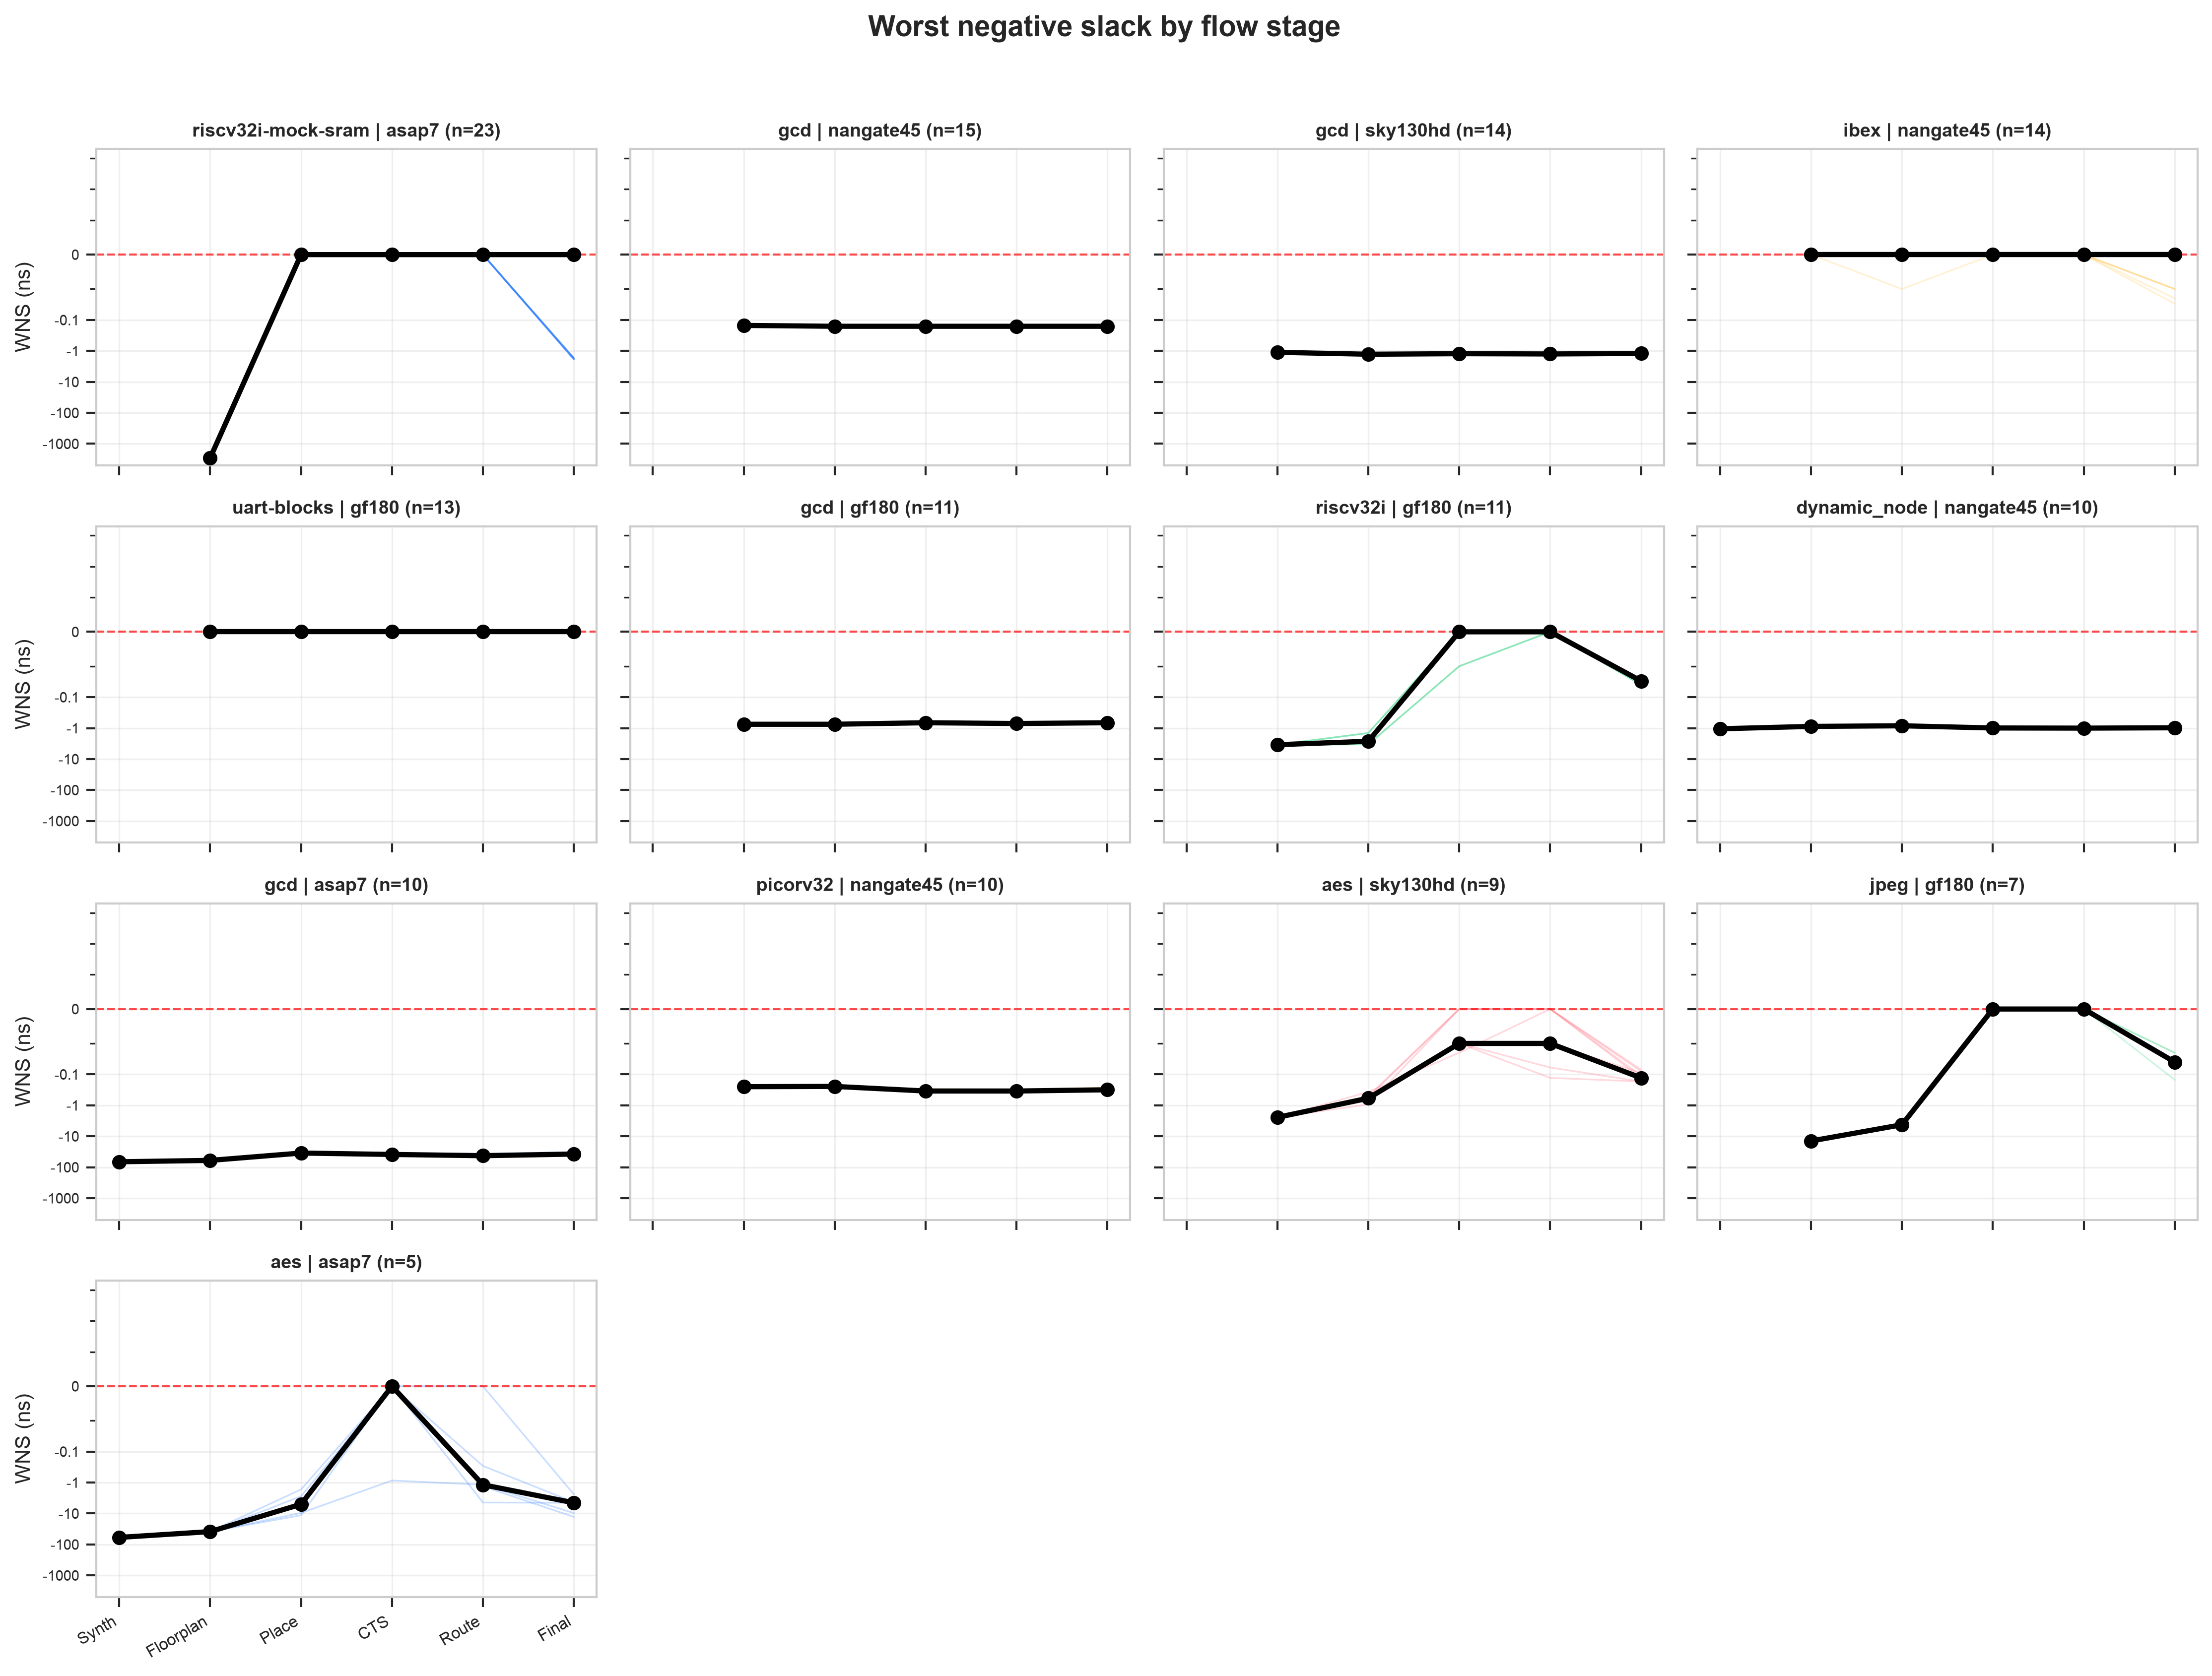 Worst negative slack by flow stage
riscv32i-mock-sram | asap7 (n=23)
gcd | nangate45 (n=15)
gcd | sky130hd (n=14)
ibex | nangate45 (n=14)
WNS (ns)
0
-0.1
-1
-10
-100
-1000
uart-blocks | gf180 (n=13)
gcd | gf180 (n=11)
riscv32i | gf180 (n=11)
dynamic_node | nangate45 (n=10)
WNS (ns)
0
-0.1
-1
-10
-100
-1000
gcd | asap7 (n=10)
picorv32 | nangate45 (n=10)
aes | sky130hd (n=9)
jpeg | gf180 (n=7)
WNS (ns)
0
-0.1
-1
-10
-100
-1000
aes | asap7 (n=5)
WNS (ns)
0
-0.1
-1
-10
-100
-1000
Synth
Floorplan
Place
CTS
Route
Final